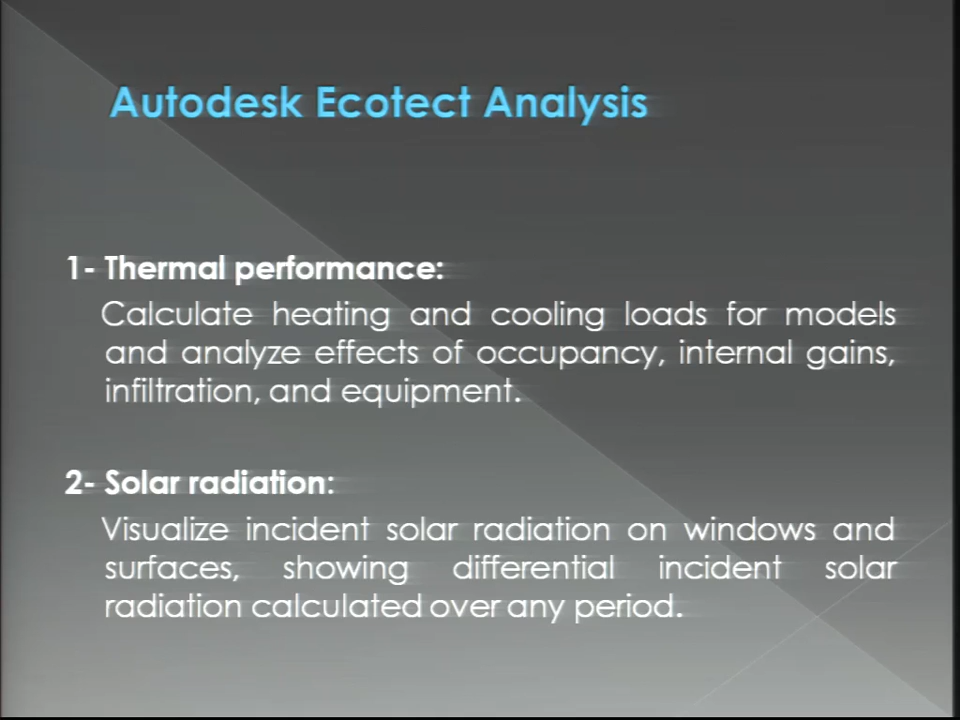 Autodesk Ecotect Analysis
1- Thermal performance:
Calculate heating and cooling loads for models
and analyze effects of occupancy, internal gains,
infiltration, and equipment.
2- Solar radiation:
Visualize incident solar radiation on windows and
surfaces, showing differential incident solar
radiation calculated over any period.